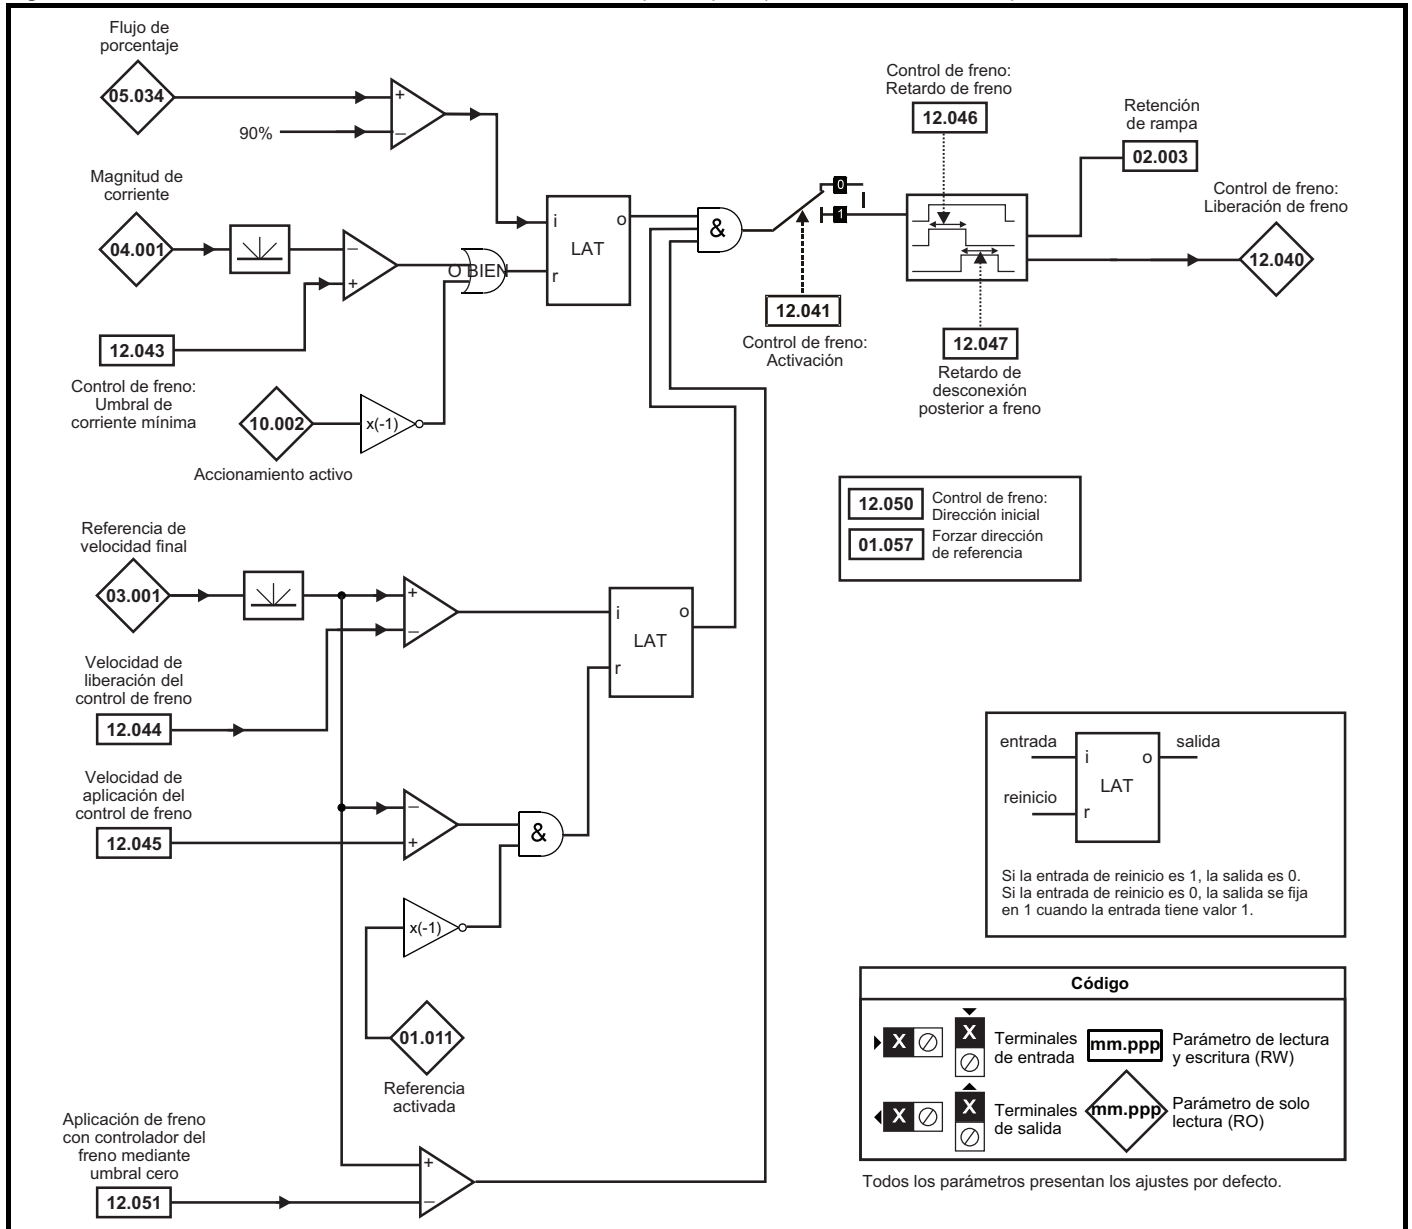 Flujo de
porcentaje
05.034
90%
+
–
Magnitud de
corriente
04.001
–
+
O BIEN
12.043
Control de freno:
Umbral de
corriente mínima
10.002
x(-1)
Accionamiento activo
i
o
LAT
r
&
0
1
12.041
Control de freno:
Activación
Control de freno:
Retardo de freno
12.046
12.047
Retardo de
desconexión
posterior a freno
Retención
de rampa
02.003
Control de freno:
Liberación de freno
12.040
12.050
Control de freno:
Dirección inicial
01.057
Forzar dirección
de referencia
Referencia de
velocidad final
03.001
+
–
Velocidad de
liberación del
control de freno
12.044
i
o
LAT
r
Velocidad de
aplicación del
control de freno
12.045
–
+
&
x(-1)
01.011
Referencia
activada
Aplicación de freno
con controlador del
freno mediante
umbral cero
12.051
+
–
entrada
salida
i
o
LAT
reinicio
r
Si la entrada de reinicio es 1, la salida es 0.
Si la entrada de reinicio es 0, la salida se fija
en 1 cuando la entrada tiene valor 1.
Código
X
X
Terminales
de entrada
mm.ppp
Parámetro de lectura
y escritura (RW)
X
X
Terminales
de salida
mm.ppp
Parámetro de solo
lectura (RO)
Todos los parámetros presentan los ajustes por defecto.